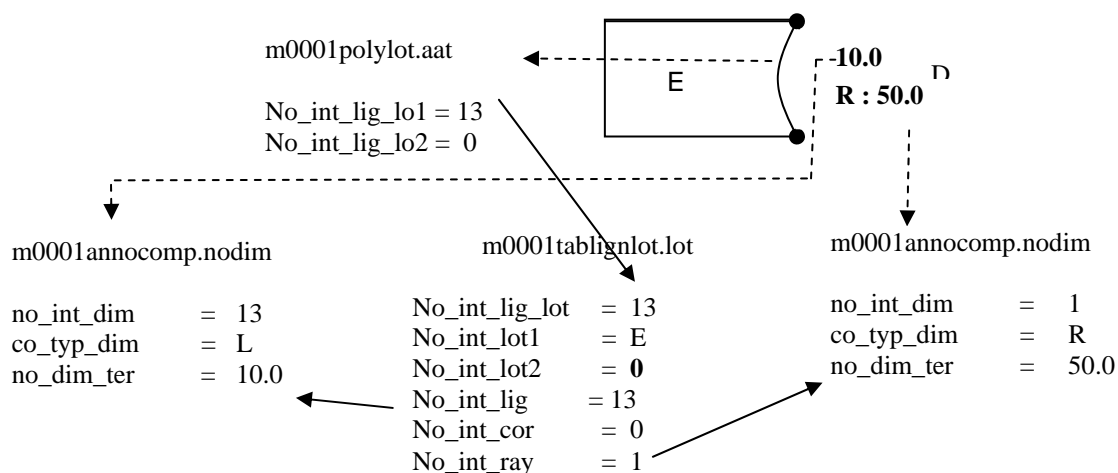 m0001polylot.aat
No_int_lig_lo1 = 13
No_int_lig_lo2 = 0
E
10.0
R : 50.0
D
m0001annocomp.nodim
no_int_dim = 13
co_typ_dim = L
no_dim_ter = 10.0
m0001tablignlot.lot
No_int_lig_lot = 13
No_int_lot1 = E
No_int_lot2 = 0
No_int_lig = 13
No_int_cor = 0
No_int_ray = 1
m0001annocomp.nodim
no_int_dim = 1
co_typ_dim = R
no_dim_ter = 50.0